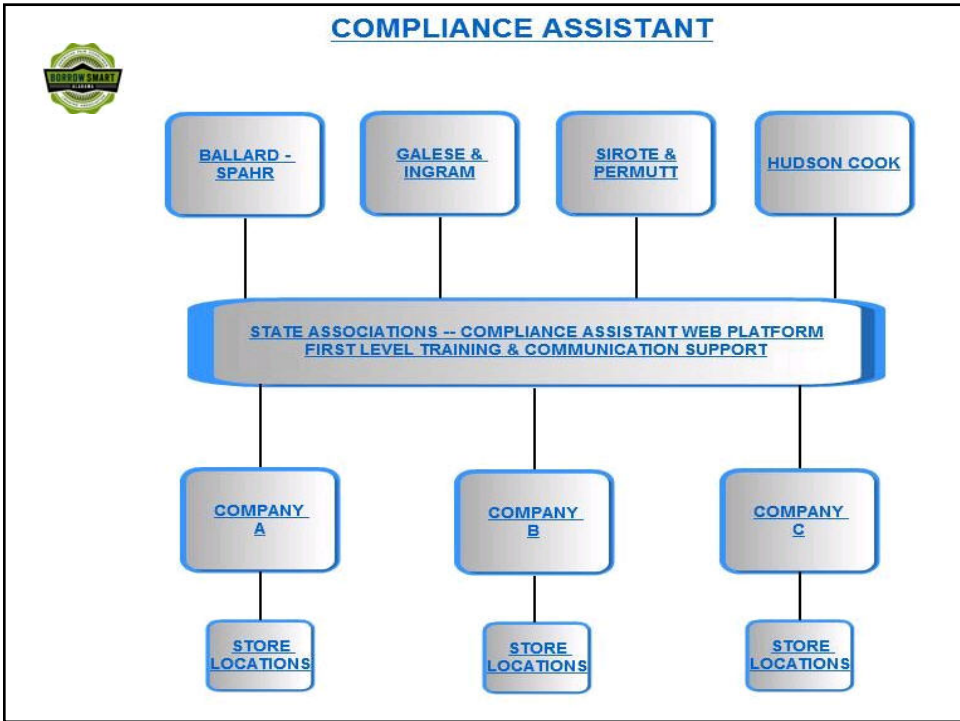 COMPLIANCE ASSISTANT
BORROW SMART
ALABAMA
BALLARD -
SPAHR
GALESE &
INGRAM
SIROTE &
PERMUTT
HUDSON COOK
STATE ASSOCIATIONS -- COMPLIANCE ASSISTANT WEB PLATFORM
FIRST LEVEL TRAINING & COMMUNICATION SUPPORT
COMPANY
A
COMPANY
B
COMPANY
C
STORE
LOCATIONS
STORE
LOCATIONS
STORE
LOCATIONS